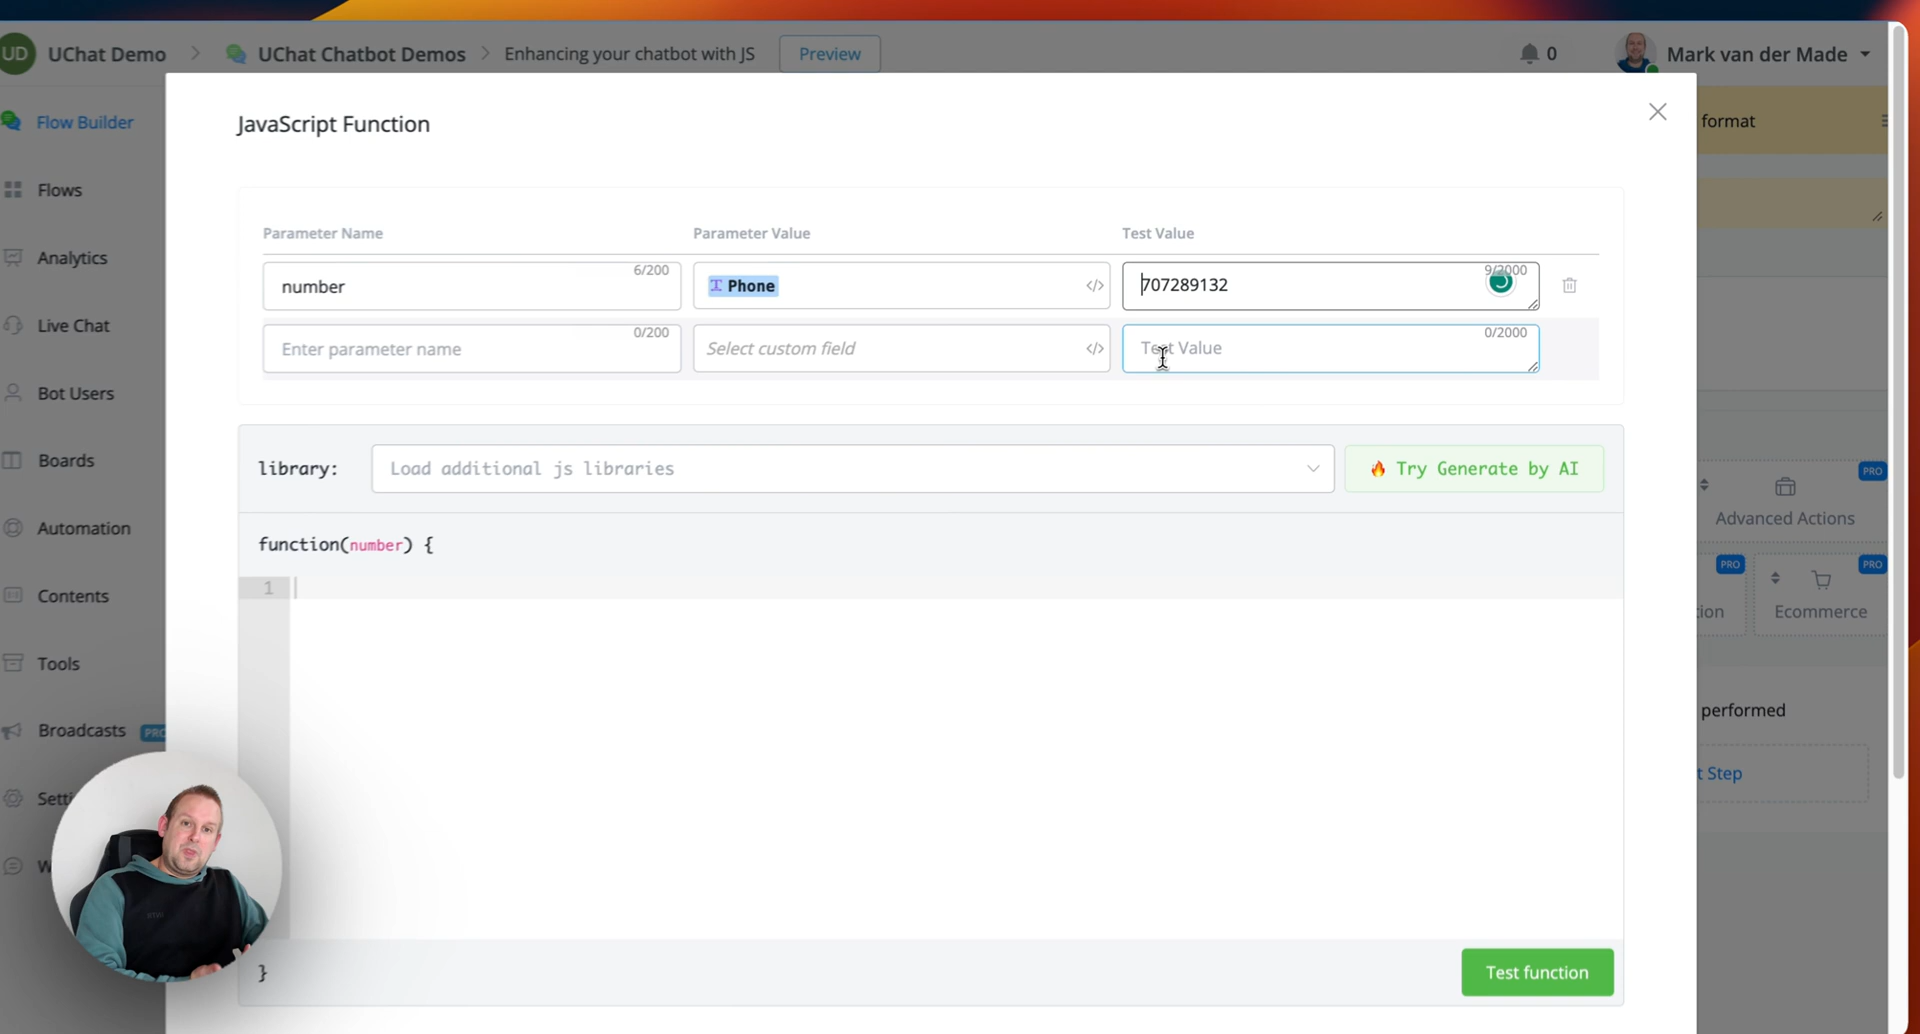 UD UChat Demo > UChat Chatbot Demos > Enhancing your chatbot with JS Preview 0 Mark van der Made
Flow Builder
Flows
Analytics
Live Chat
Bot Users
Boards
Automation
Contents
Tools
Broadcasts
JavaScript Function
format
Parameter Name Parameter Value Test Value
number 6/200 Phone </> 707289132 9/2000
Enter parameter name 0/200 Select custom field </> Test Value 0/2000
library: Load additional js libraries Try Generate by AI
PRO
Advanced Actions
function(number) {
1
PRO PRO
Ecommerce
performed
t Step
}
Test function